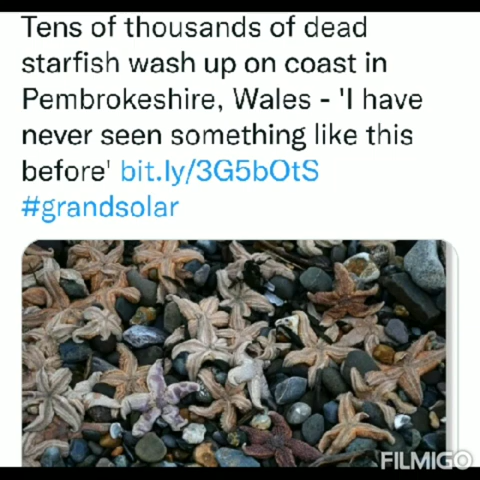 Tens of thousands of dead
starfish wash up on coast in
Pembrokeshire, Wales - 'I have
never seen something like this
before' bit.ly/3G5bOtS
#grandsolar
FILMIGO